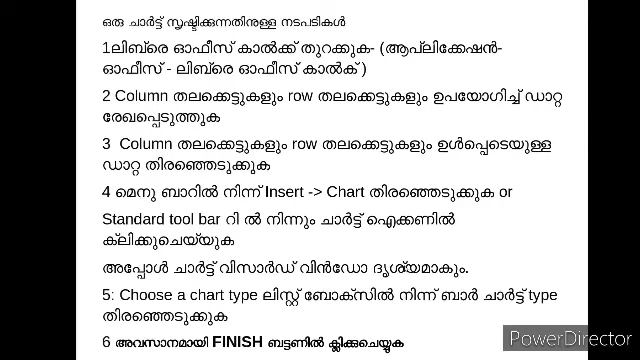 ഒരു ചാർട്ട് സൃഷ്ടിക്കുന്നതിനുള്ള നടപടികൾ
1ലിബ്രെ ഓഫീസ് കാൽക്ക് തുറക്കുക- (ആപ്ലിക്കേഷൻ-
ഓഫീസ് - ലിബ്രെ ഓഫീസ് കാൽക് )
2 Column തലക്കെട്ടുകളും row തലക്കെട്ടുകളും ഉപയോഗിച്ച് ഡാറ്റ
രേഖപ്പെടുത്തുക
3 Column തലക്കെട്ടുകളും row തലക്കെട്ടുകളും ഉൾപ്പെടെയുള്ള
ഡാറ്റ തിരഞ്ഞെടുക്കുക
4 മെനു ബാറിൽ നിന്ന് Insert -> Chart തിരഞ്ഞെടുക്കുക or
Standard tool bar റി ൽ നിന്നും ചാർട്ട് ഐക്കണിൽ
ക്ലിക്കുചെയ്യുക
അപ്പോൾ ചാർട്ട് വിസാർഡ് വിൻഡോ ദൃശ്യമാകും.
5: Choose a chart type ലിസ്റ്റ് ബോക്സിൽ നിന്ന് ബാർ ചാർട്ട് type
തിരഞ്ഞെടുക്കുക
6 അവസാനമായി FINISH ബട്ടണിൽ ക്ലിക്കുചെയ്യുക
PowerDirector